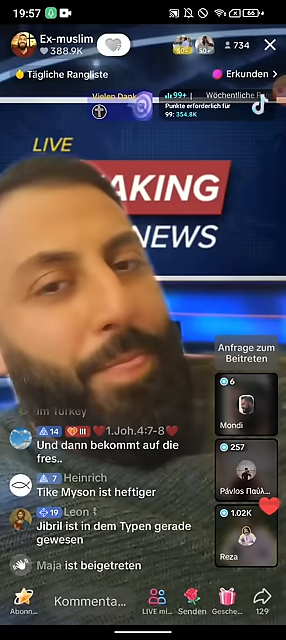 19:57
Ex-muslim
388.9K
734
Tägliche Rangliste
Erkunden >
Vielen Dank
99+
Wöchentliche R
Punkte erforderlich für
99: 354.8K
LIVE
AKING
NEWS
Anfrage zum
Beitreten
6
Mondi
257
Pávlos Παύλ...
1.02K
Reza
im Turkey
14 III 1.Joh.4:7-8
Und dann bekommt auf die
fres..
7 Heinrich
Tike Myson ist heftiger
19 Leon
Jibril ist in dem Typen gerade
gewesen
Maja ist beigetreten
Abonn...
Kommenta...
LIVE mi...
Senden
Gesche...
129